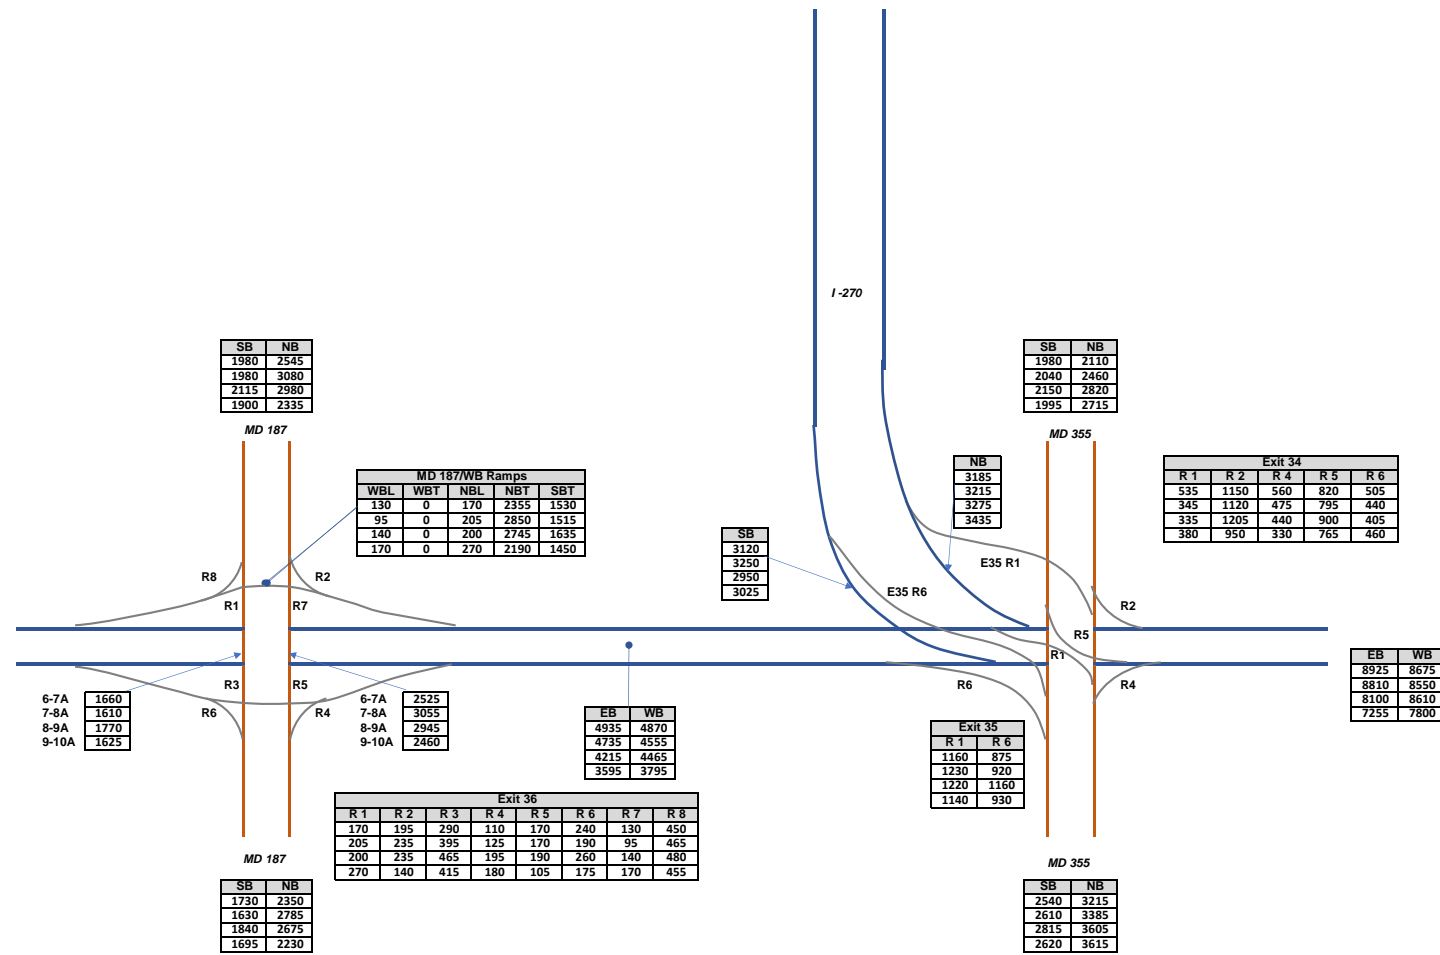 I -270
SB NB
1980 2545
1980 3080
2115 2980
1900 2335
MD 187
SB NB
1980 2110
2040 2460
2150 2820
1995 2715
MD 355
MD 187/WB Ramps
WBL WBT NBL NBT SBT
130 0 170 2355 1530
95 0 205 2850 1515
140 0 200 2745 1635
170 0 270 2190 1450
NB
3185
3215
3275
3435
Exit 34
R 1 R 2 R 4 R 5 R 6
535 1150 560 820 505
345 1120 475 795 440
335 1205 440 900 405
380 950 330 765 460
SB
3120
3250
2950
3025
E35 R1
E35 R6
R8
R2
R1
R7
R2
R5
R1
R3
R5
R6
R4
R6
R4
EB WB
8925 8675
8810 8550
8100 8610
7255 7800
6-7A 1660
7-8A 1610
8-9A 1770
9-10A 1625
6-7A 2525
7-8A 3055
8-9A 2945
9-10A 2460
EB WB
4935 4870
4735 4555
4215 4465
3595 3795
Exit 35
R 1 R 6
1160 875
1230 920
1220 1160
1140 930
Exit 36
R 1 R 2 R 3 R 4 R 5 R 6 R 7 R 8
170 195 290 110 170 240 130 450
205 235 395 125 170 190 95 465
200 235 465 195 190 260 140 480
270 140 415 180 105 175 170 455
MD 187
SB NB
1730 2350
1630 2785
1840 2675
1695 2230
MD 355
SB NB
2540 3215
2610 3385
2815 3605
2620 3615